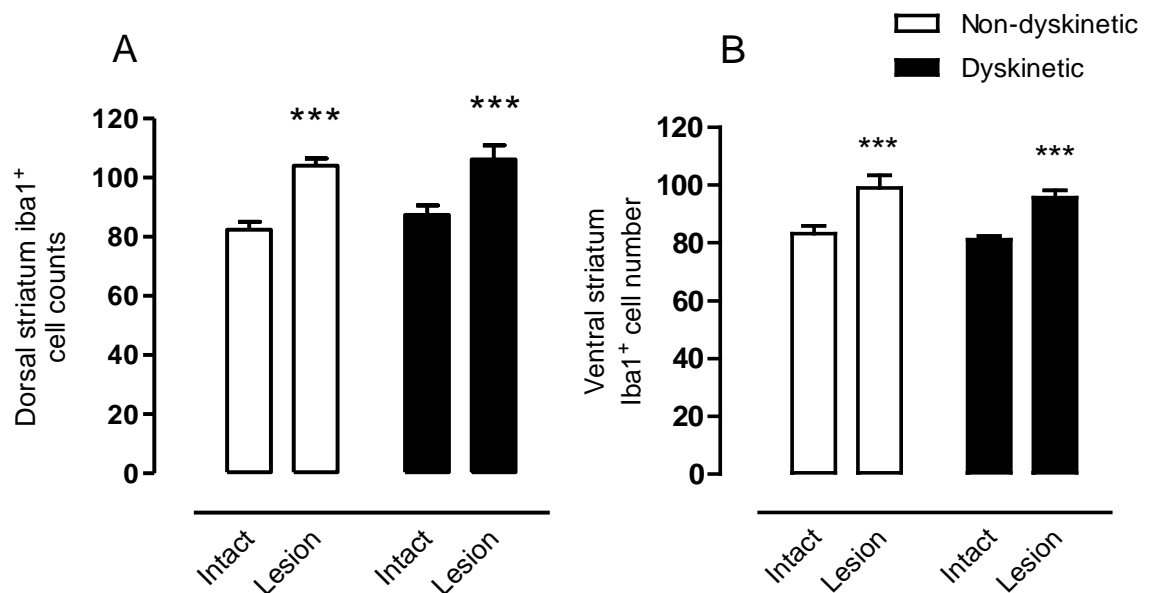 A
Dorsal striatum iba1⁺
cell counts
120
100
80
60
40
20
0
***
***
Intact
Lesion
Intact
Lesion
B
Non-dyskinetic
Dyskinetic
Ventral striatum
Iba1⁺ cell number
120
100
80
60
40
20
0
***
***
Intact
Lesion
Intact
Lesion